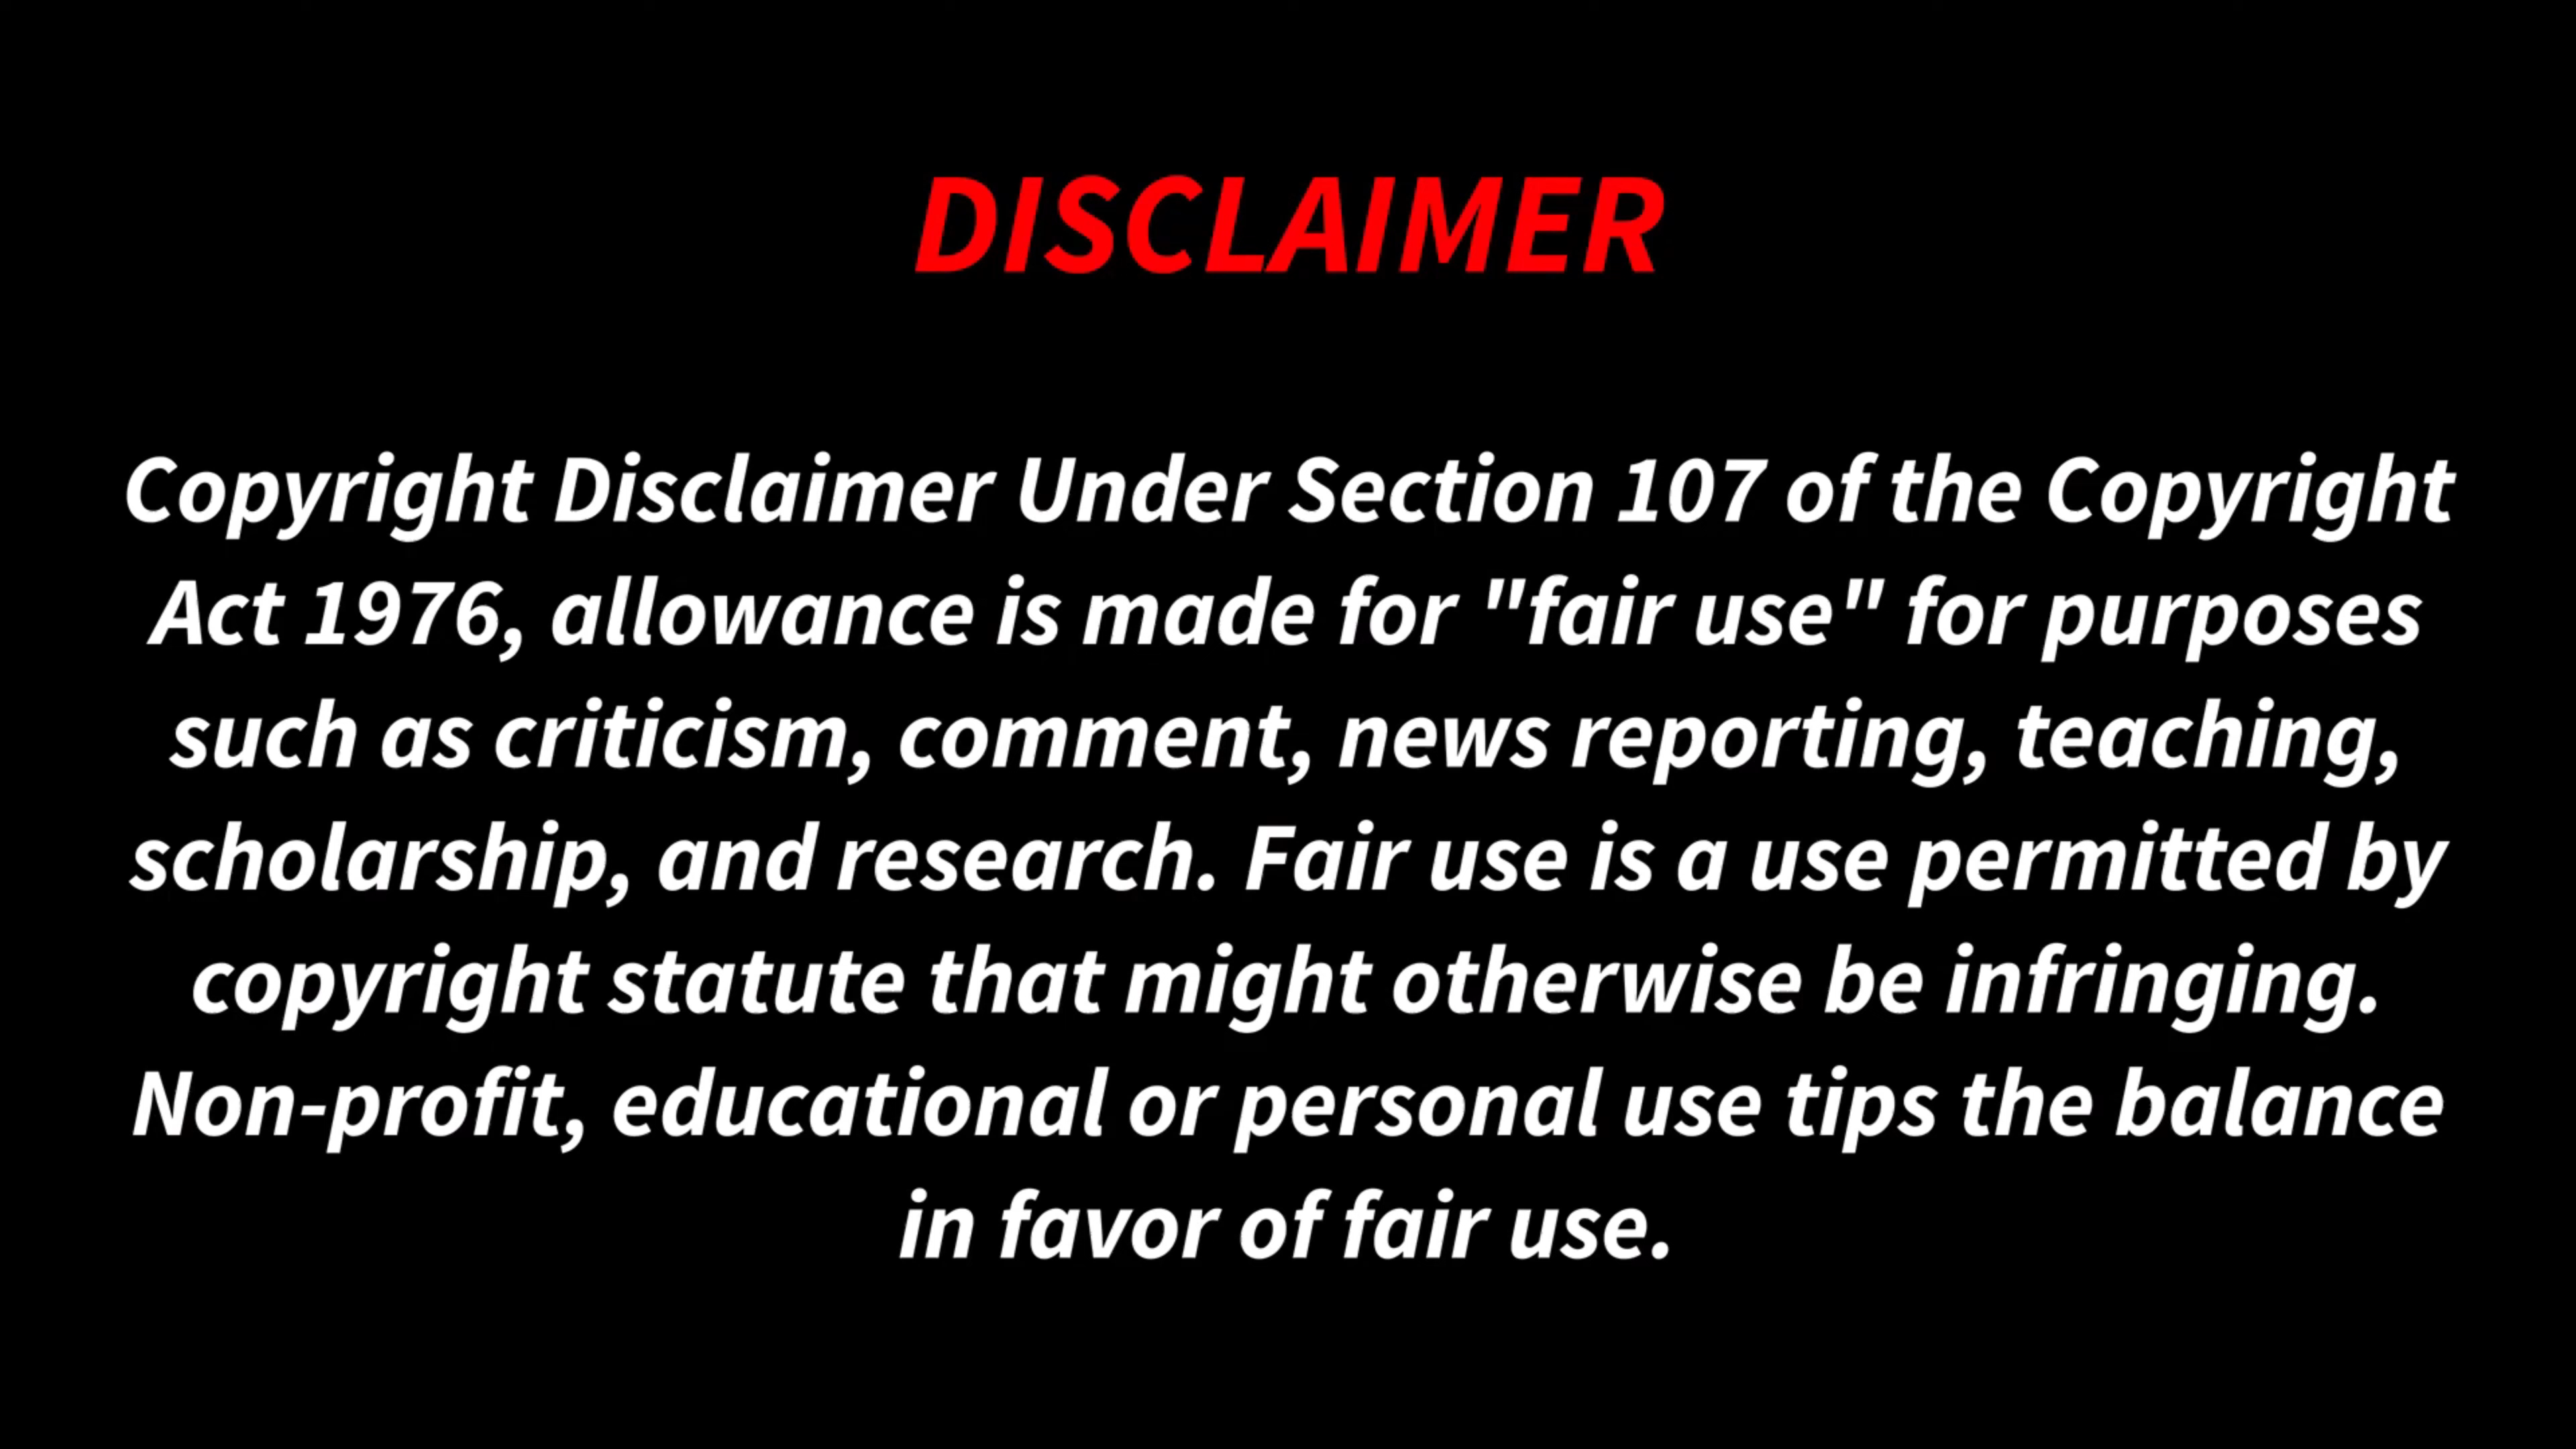 DISCLAIMER
Copyright Disclaimer Under Section 107 of the Copyright
Act 1976, allowance is made for "fair use" for purposes
such as criticism, comment, news reporting, teaching,
scholarship, and research. Fair use is a use permitted by
copyright statute that might otherwise be infringing.
Non-profit, educational or personal use tips the balance
in favor of fair use.